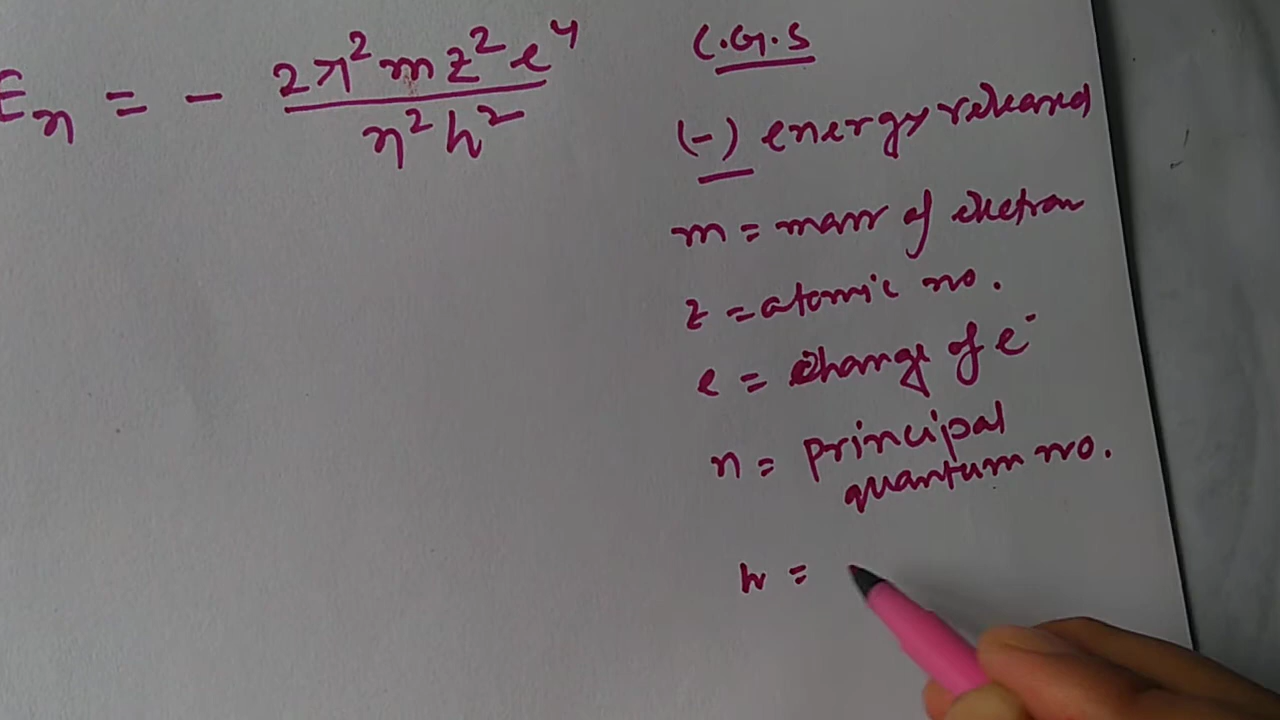 En = - 2π²mz²e⁴ / n²h²
C.G.S
(-) energy released
m = mass of electron
z = atomic no.
e = charge of e⁻
n = principal
quantum no.
h =